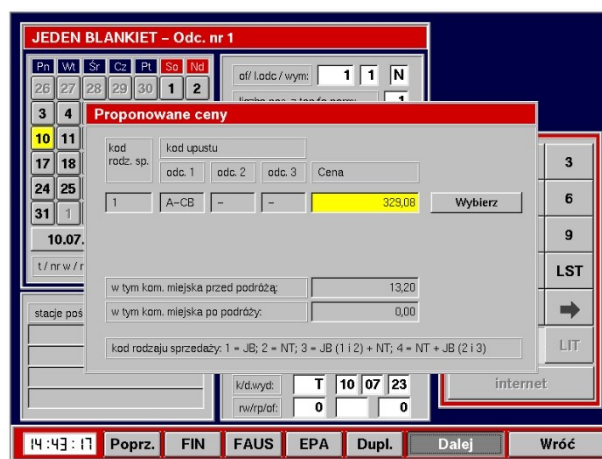 JEDEN BLANKIET – Odc. nr 1
Pn Wt Śr Cz Pt So Nd
26 27 28 29 30 1 2
of/ l.odc / wym: 1 1 N
1
3 4
Proponowane ceny
10 11
17 18
24 25
31 1
10.07.
t / nr w / r
kod rodz. sp.
kod upustu
odc. 1 odc. 2 odc. 3 Cena
1 A–CB – – 329,08 Wybierz
w tym kom. miejska przed podróżą: 13,20
w tym kom. miejska po podróży: 0,00
kod rodzaju sprzedaży: 1 = JB; 2 = NT; 3 = JB (1 i 2) + NT; 4 = NT + JB (2 i 3)
3
6
9
LST
LIT
internet
stacje poś
k/d.wyd: T 10 07 23
rw/rp/of: 0 0
14:43:17 Poprz. FIN FAUS EPA Dupl. Dalej Wróć